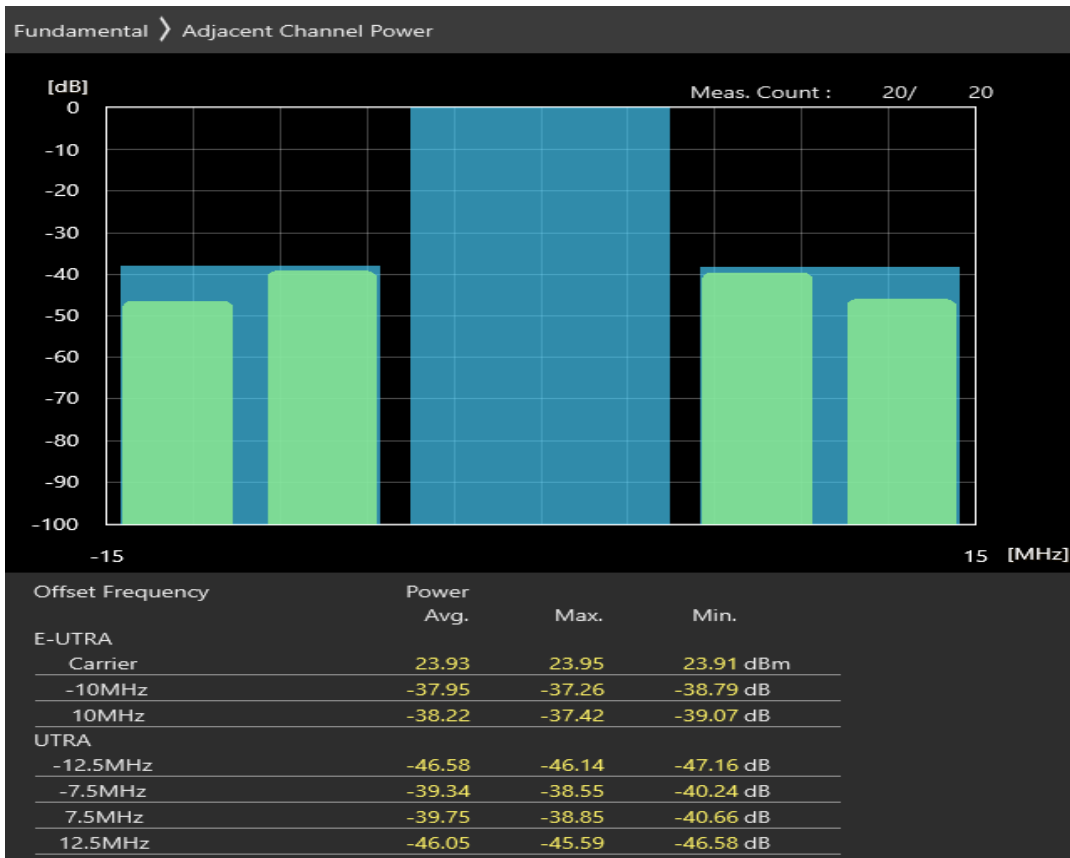 Fundamental 〉 Adjacent Channel Power
[dB]
Meas. Count : 20/ 20
0
-10
-20
-30
-40
-50
-60
-70
-80
-90
-100
-15 15 [MHz]
Offset Frequency Power
Avg. Max. Min.
E-UTRA
Carrier 23.93 23.95 23.91 dBm
-10MHz -37.95 -37.26 -38.79 dB
10MHz -38.22 -37.42 -39.07 dB
UTRA
-12.5MHz -46.58 -46.14 -47.16 dB
-7.5MHz -39.34 -38.55 -40.24 dB
7.5MHz -39.75 -38.85 -40.66 dB
12.5MHz -46.05 -45.59 -46.58 dB